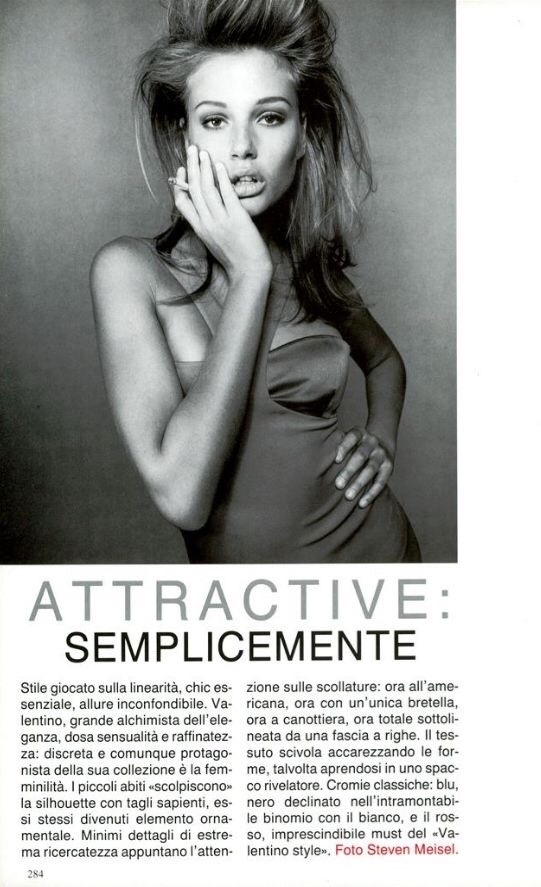 ATTRACTIVE:
SEMPLICEMENTE
Stile giocato sulla linearità, chic es-
senziale, allure inconfondibile. Va-
lentino, grande alchimista dell'ele-
ganza, dosa sensualità e raffinatez-
za: discreta e comunque protago-
nista della sua collezione è la fem-
minilità. I piccoli abiti «scolpiscono»
la silhouette con tagli sapienti, es-
si stessi divenuti elemento orna-
mentale. Minimi dettagli di estre-
ma ricercatezza appuntano l'atten-
zione sulle scollature: ora all'ame-
ricana, ora con un'unica bretella,
ora a canottiera, ora totale sottoli-
neata da una fascia a righe. Il tes-
suto scivola accarezzando le for-
me, talvolta aprendosi in uno spac-
co rivelatore. Cromie classiche: blu,
nero declinato nell'intramontabi-
le binomio con il bianco, e il ros-
so, imprescindibile must del «Va-
lentino style». Foto Steven Meisel.
284